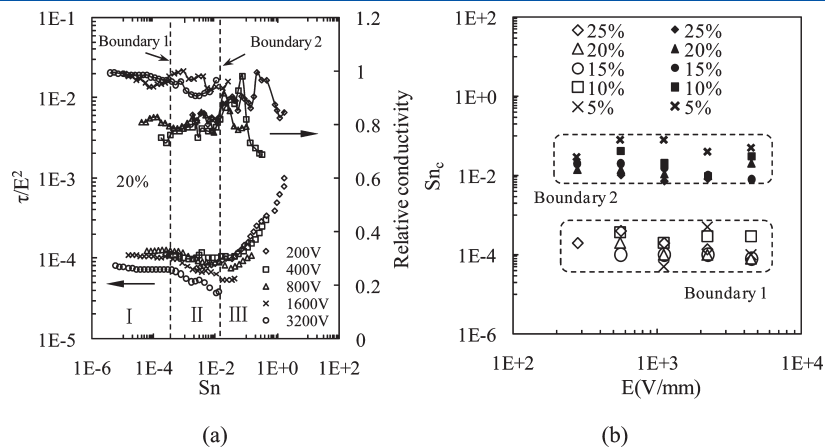 1E-1
1E-2
1E-3
1E-4
1E-5
τ/E²
1.2
1
0.8
0.6
0.4
0.2
0
Relative conductivity
Boundary 1
Boundary 2
20%
200V
400V
800V
1600V
3200V
I
II
III
1E-6 1E-4 1E-2 1E+0 1E+2
Sn
(a)
1E+2
1E+0
1E-2
1E-4
1E-6
Snc
25% 25%
20% 20%
15% 15%
10% 10%
5% 5%
Boundary 2
Boundary 1
1E+2 1E+3 1E+4
E(V/mm)
(b)